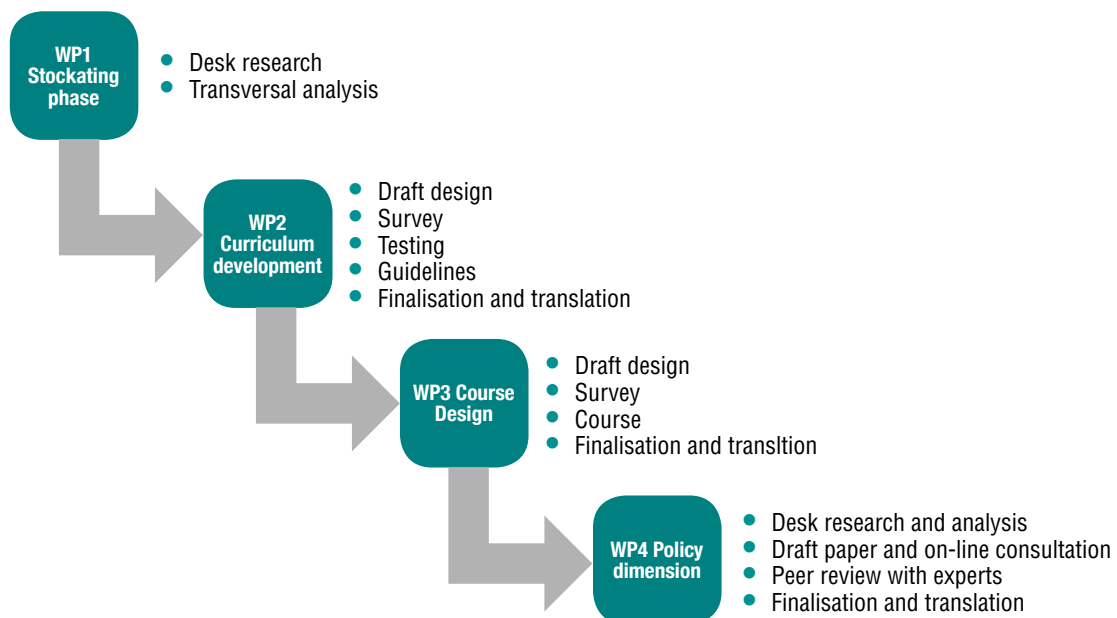 WP1
Stockating
phase
Desk research
Transversal analysis
WP2
Curriculum
development
Draft design
Survey
Testing
Guidelines
Finalisation and translation
WP3 Course
Design
Draft design
Survey
Course
Finalisation and transltion
WP4 Policy
dimension
Desk research and analysis
Draft paper and on-line consultation
Peer review with experts
Finalisation and translation